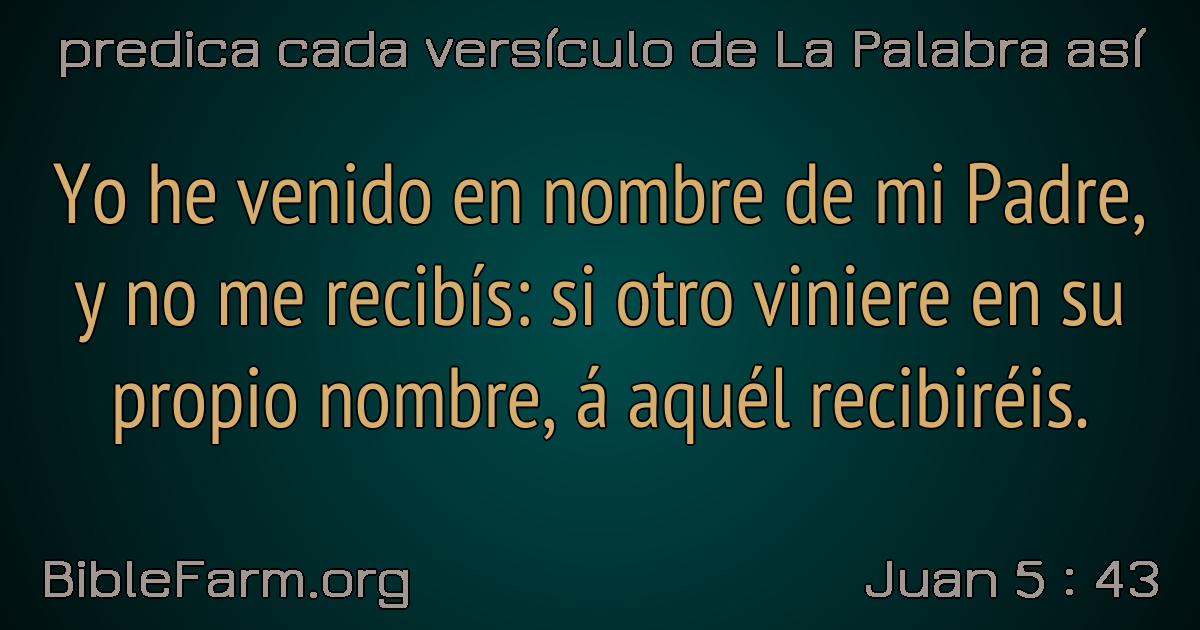 predica cada versículo de La Palabra así
Yo he venido en nombre de mi Padre,
y no me recibís: si otro viniere en su
propio nombre, á aquél recibiréis.
BibleFarm.org
Juan 5 : 43